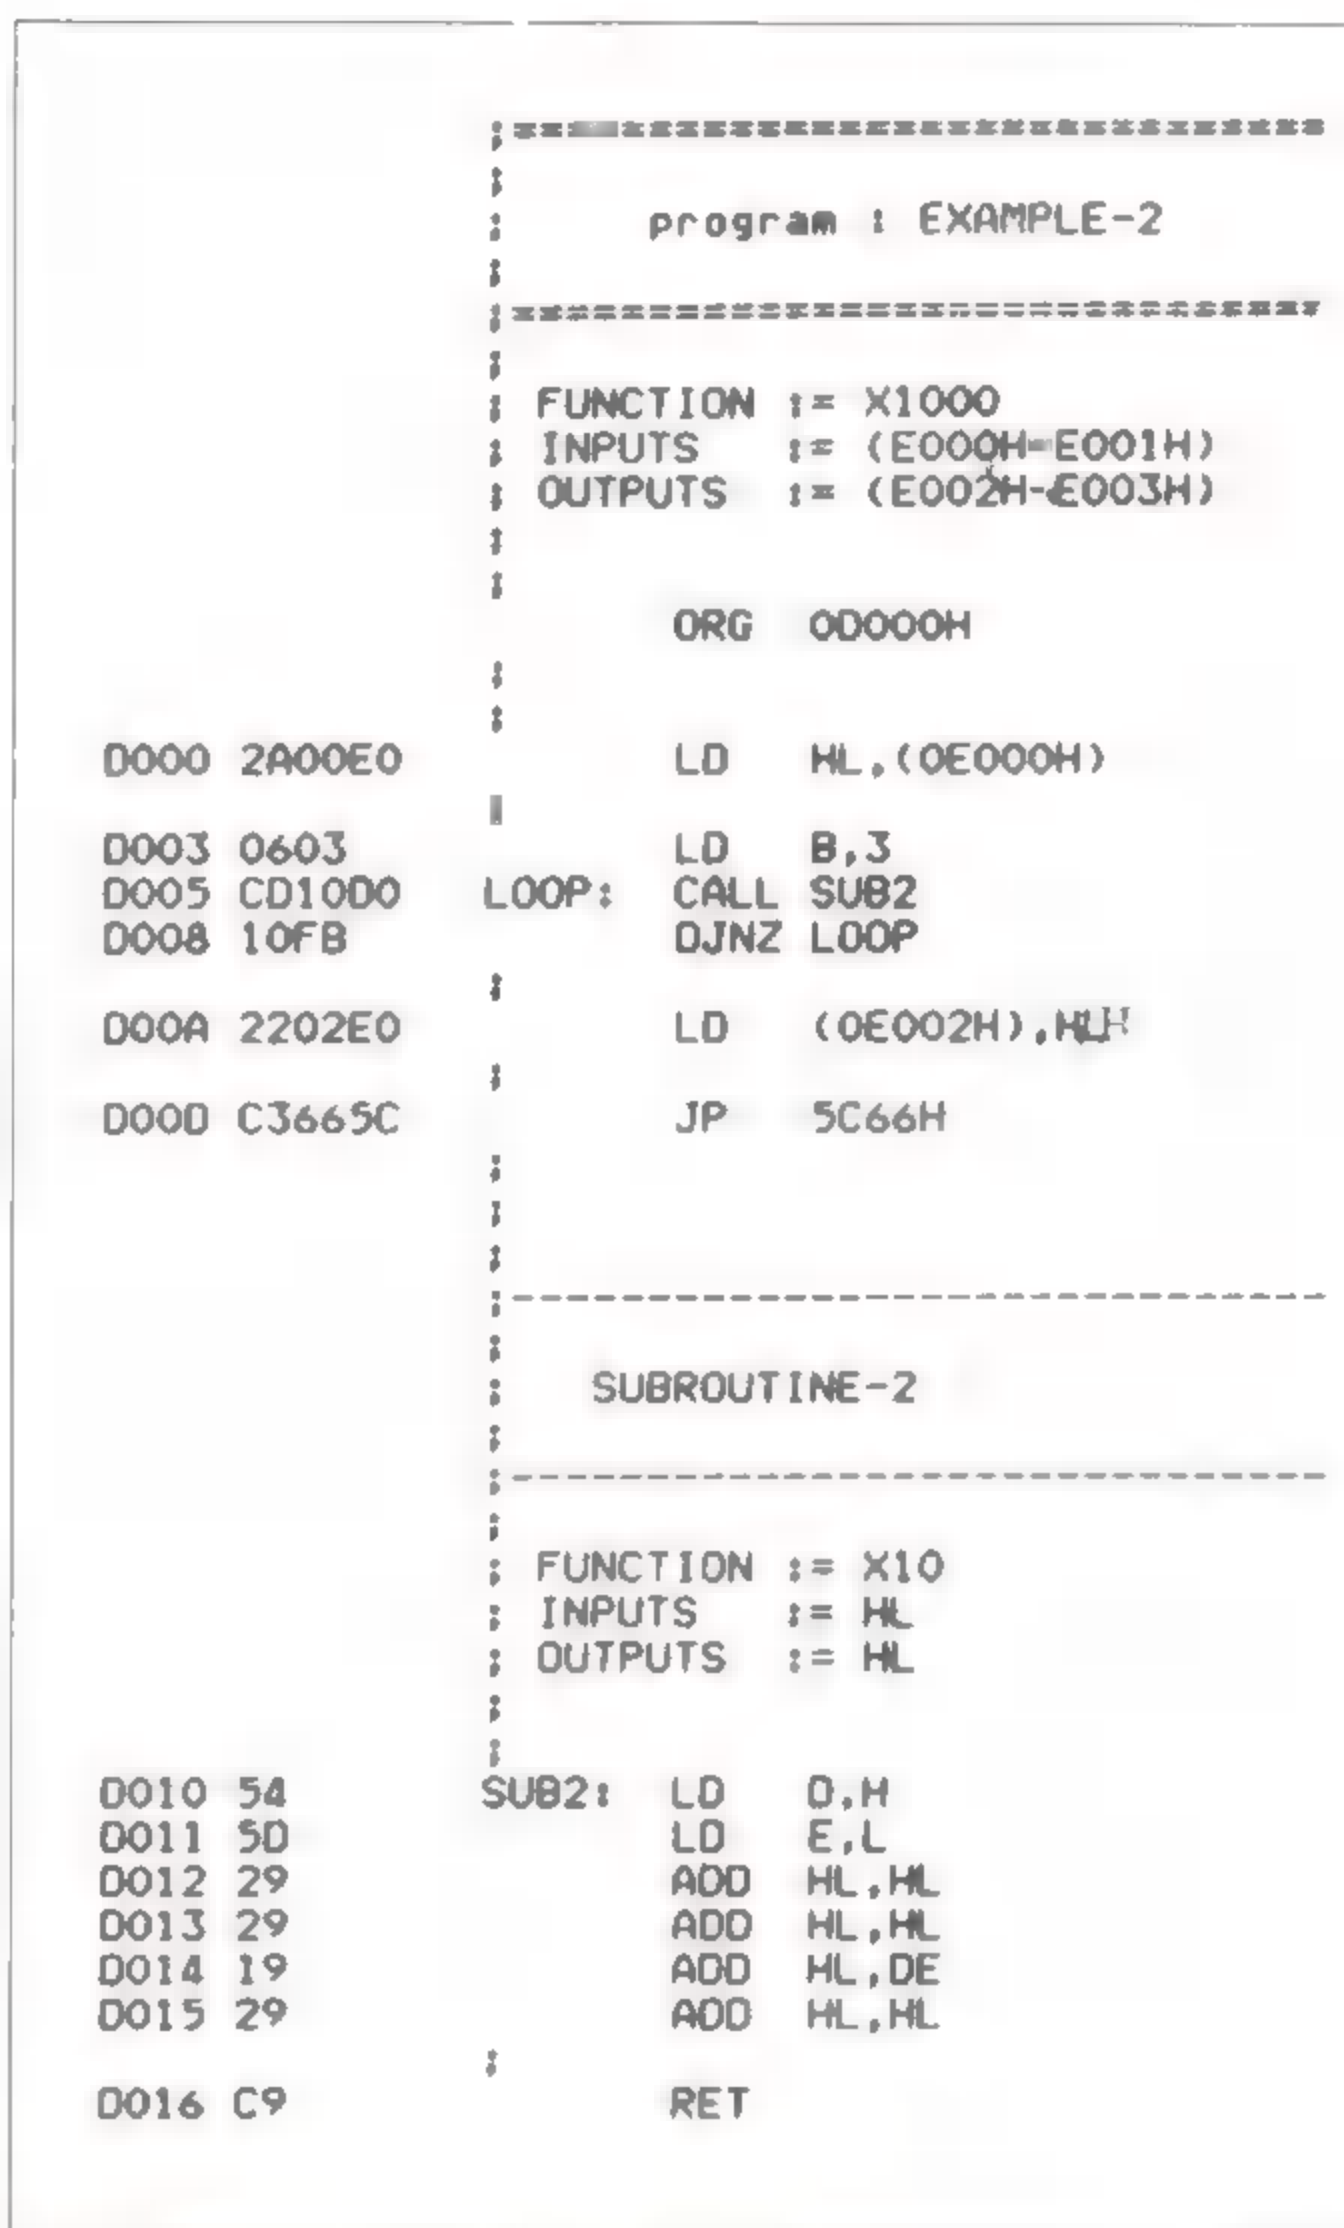 ;==============================
;
;     program : EXAMPLE-2
;
;==============================
;
; FUNCTION := X1000
; INPUTS   := (E000H-E001H)
; OUTPUTS  := (E002H-E003H)
;
;
ORG 0D000H
;
;
D000 2A00E0 LD HL,(0E000H)
;
D003 0603 LD B,3
D005 CD10D0 LOOP: CALL SUB2
D008 10FB DJNZ LOOP
;
D00A 2202E0 LD (0E002H),HL
;
D00D C3665C JP 5C66H
;
;
;
;------------------------------
;
;   SUBROUTINE-2
;
;------------------------------
;
; FUNCTION := X10
; INPUTS   := HL
; OUTPUTS  := HL
;
;
D010 54 SUB2: LD D,H
D011 5D LD E,L
D012 29 ADD HL,HL
D013 29 ADD HL,HL
D014 19 ADD HL,DE
D015 29 ADD HL,HL
;
D016 C9 RET